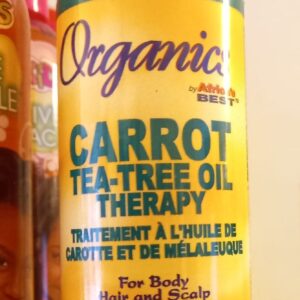 Organics
by Africa's
BEST®
CARROT
TEA-TREE OIL
THERAPY
TRAITEMENT À L'HUILE DE
CAROTTE ET DE MÉLALEUQUE
For Body
Hair and Scalp